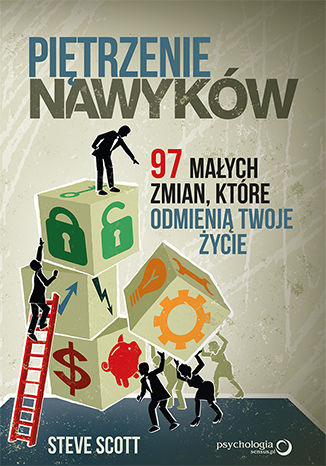 PIĘTRZENIE
NAWYKÓW
97 MAŁYCH
ZMIAN, KTÓRE
ODMIENIĄ TWOJE
ŻYCIE
$
STEVE SCOTT
psychologia
sensus.pl